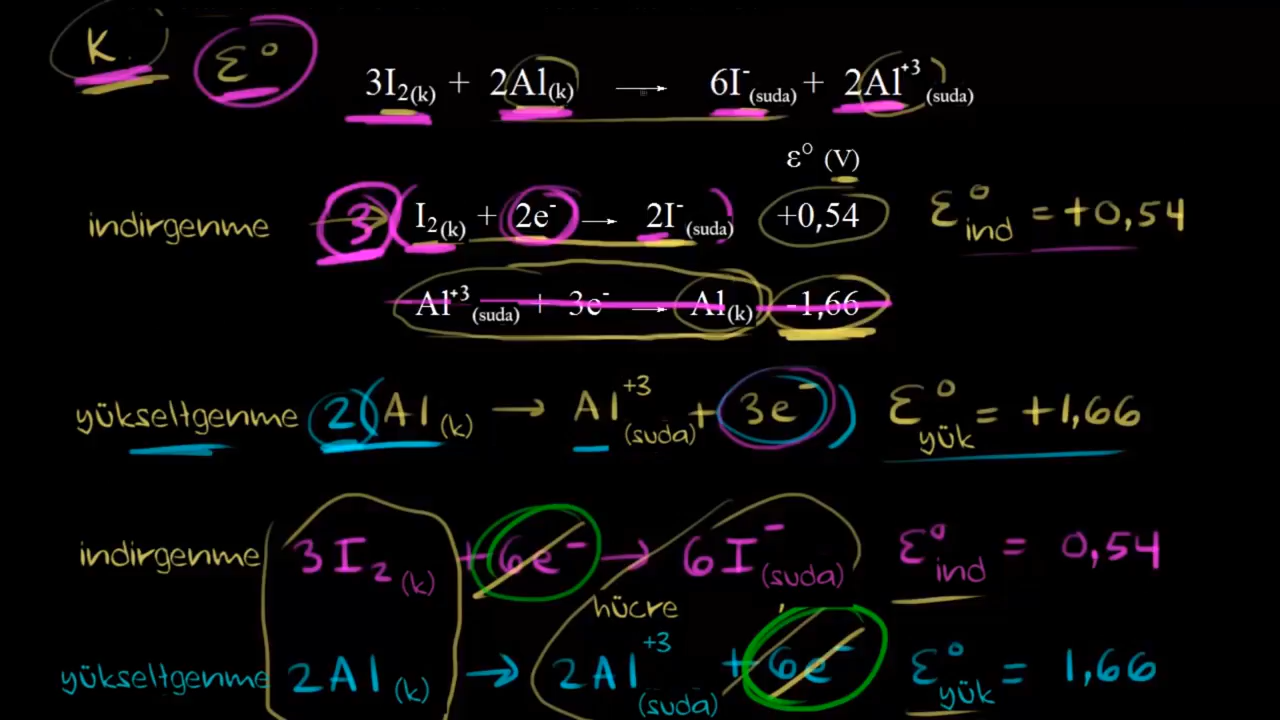 K ε°
3I₂(k) + 2Al(k) → 6I⁻(suda) + 2Al⁺³(suda)
ε° (V)
indirgenme 3(I₂(k) + 2e⁻ → 2I⁻(suda)) +0,54 ε°ind = +0,54
Al⁺³(suda) + 3e⁻ → Al(k) -1,66
yükseltgenme 2(Al(k) → Al⁺³(suda) + 3e⁻) ε°yük = +1,66
indirgenme 3I₂(k) + 6e⁻ → 6I⁻(suda) ε°ind = 0,54
hücre
yükseltgenme 2Al(k) → 2Al⁺³(suda) + 6e⁻ ε°yük = 1,66